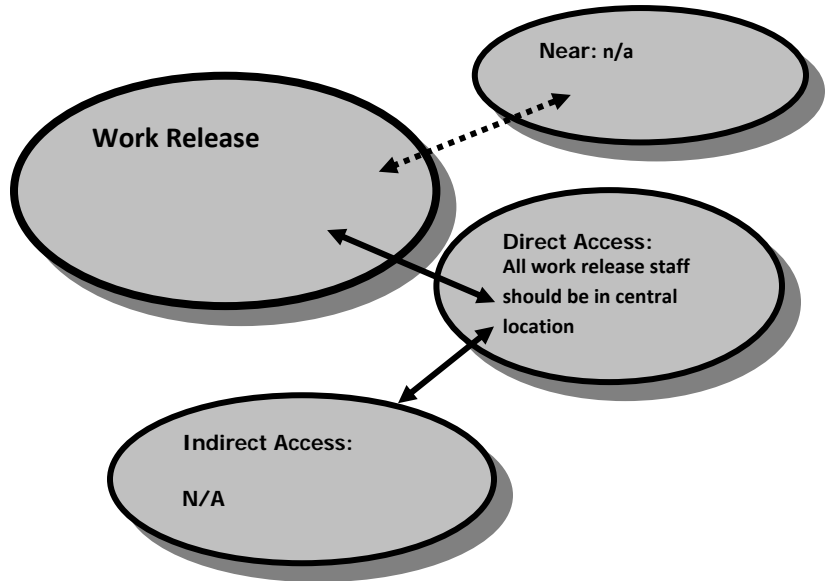 Near: n/a
Work Release
Direct Access:
All work release staff
should be in central
location
Indirect Access:
N/A